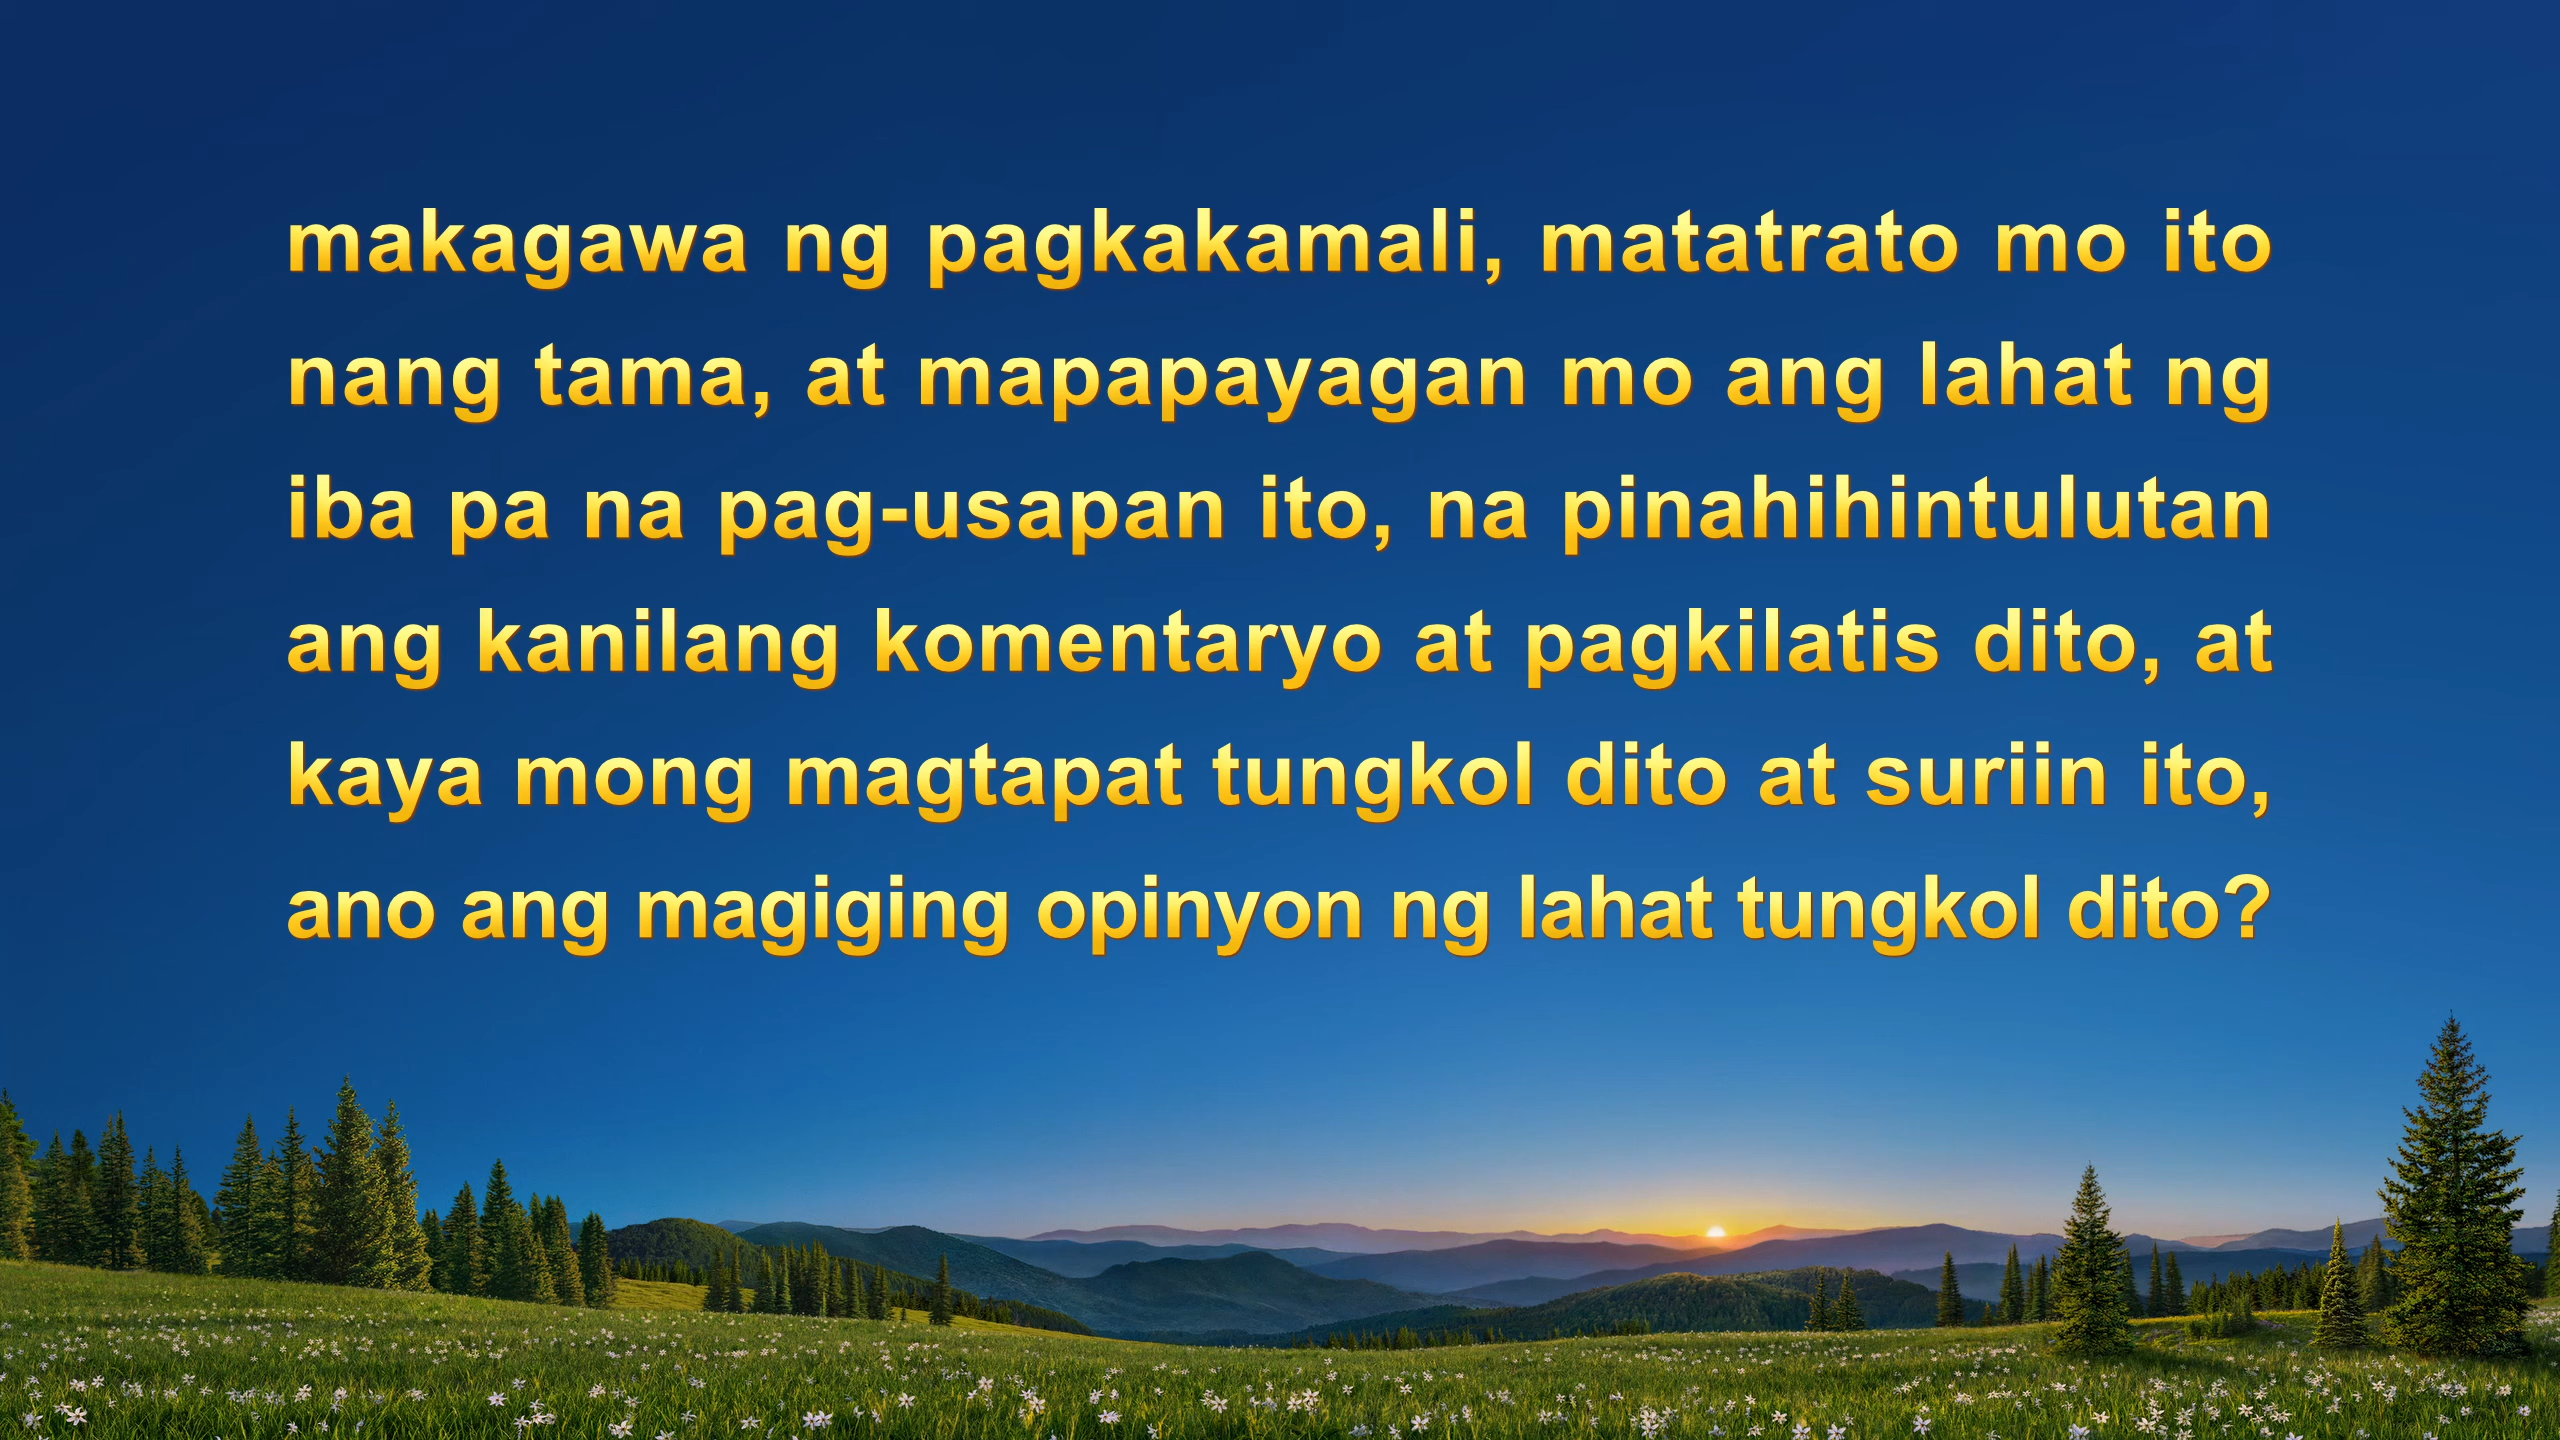 makagawa ng pagkakamali, matatrato mo ito
nang tama, at mapapayagan mo ang lahat ng
iba pa na pag-usapan ito, na pinahihintulutan
ang kanilang komentaryo at pagkilatis dito, at
kaya mong magtapat tungkol dito at suriin ito,
ano ang magiging opinyon ng lahat tungkol dito?